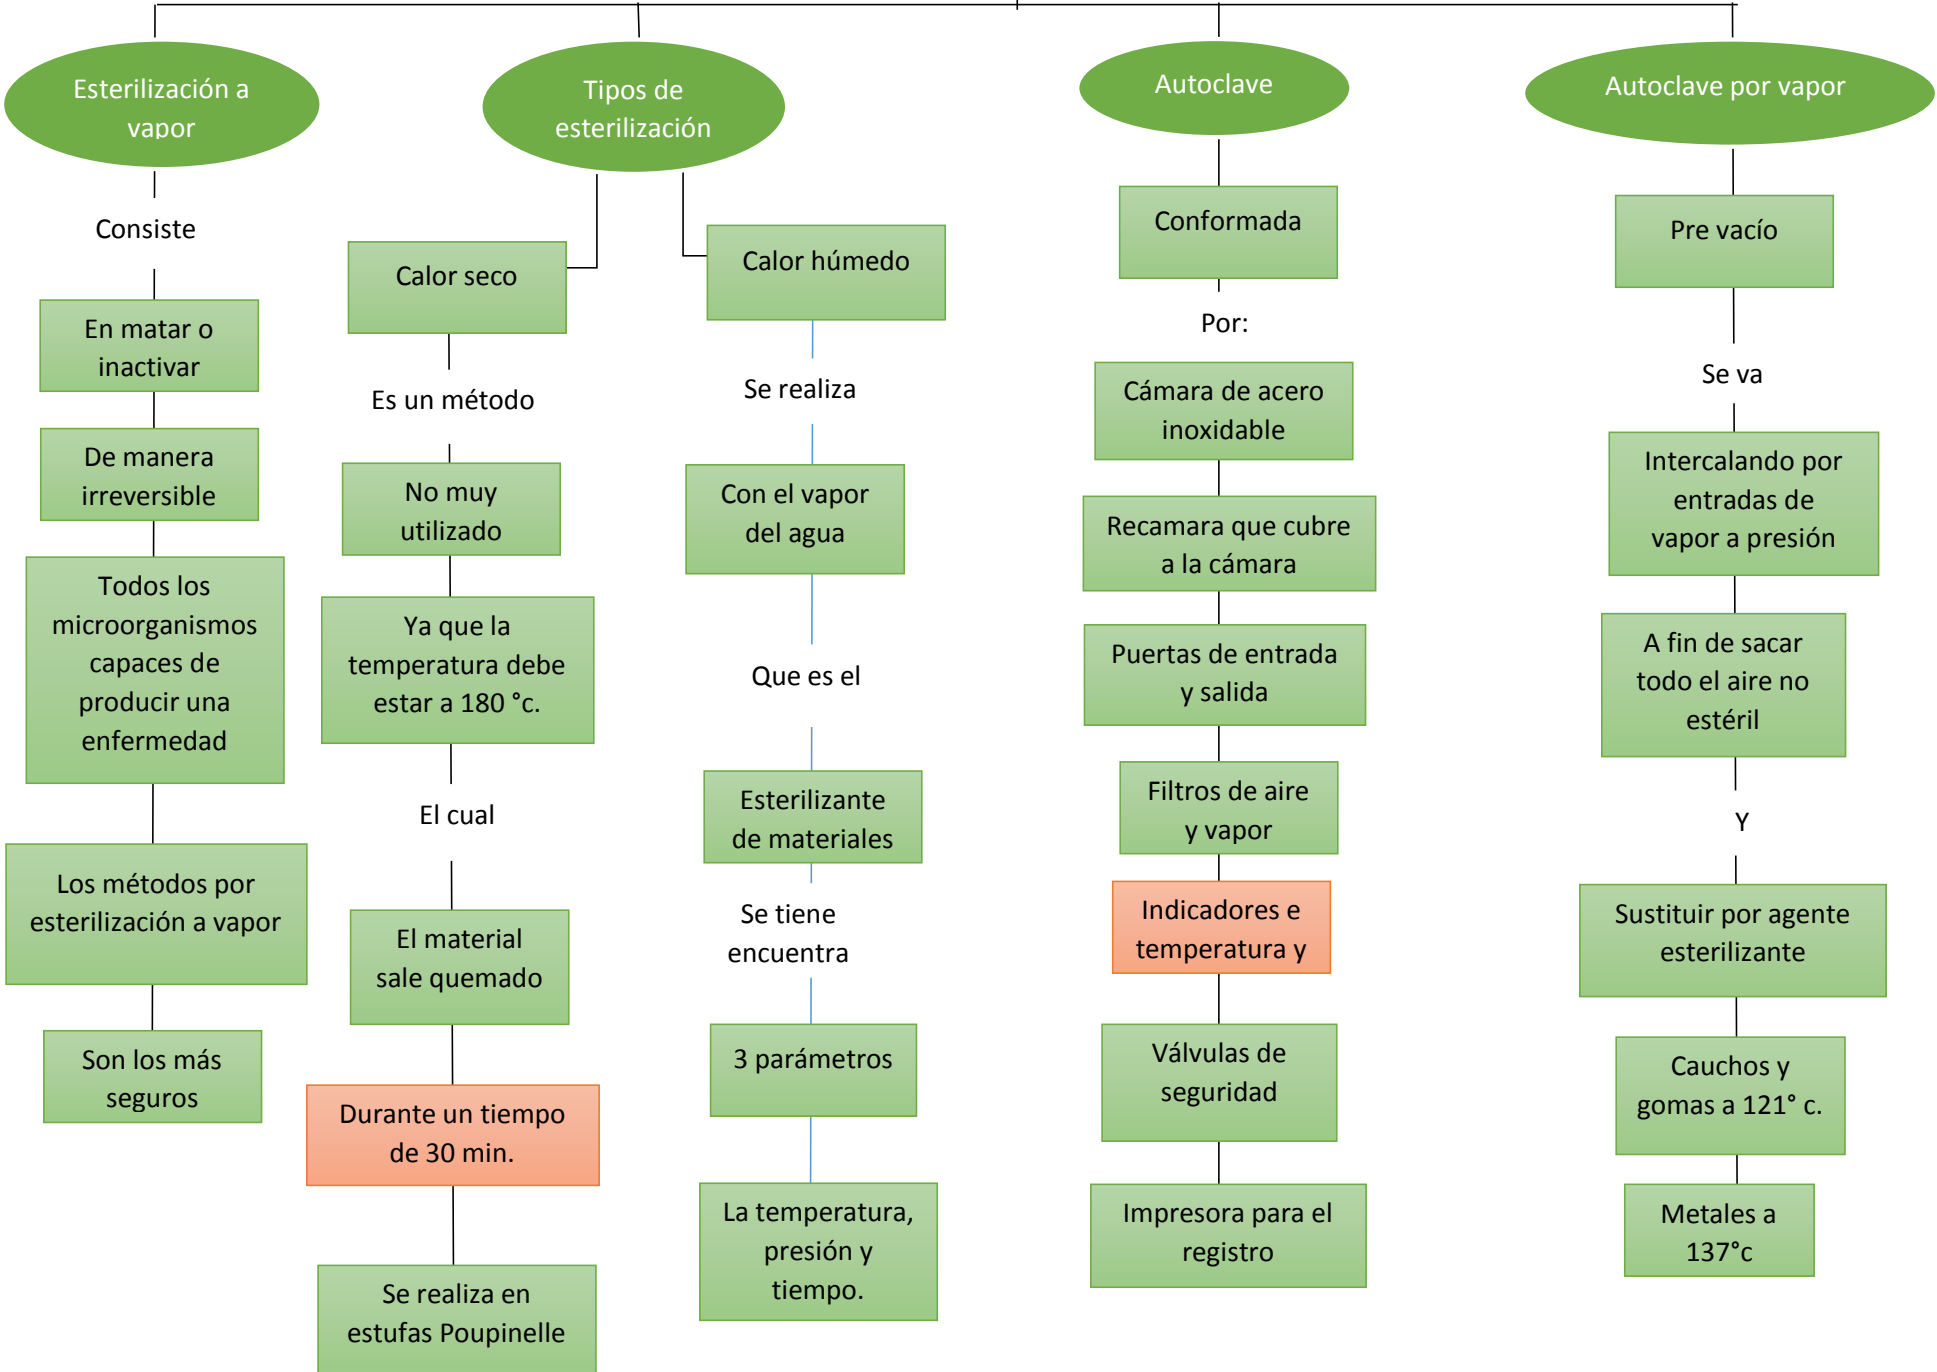 Esterilización a
vapor
Consiste
En matar o
inactivar
De manera
irreversible
Todos los
microorganismos
capaces de
producir una
enfermedad
Los métodos por
esterilización a vapor
Son los más
seguros
Tipos de
esterilización
Calor seco
Es un método
No muy
utilizado
Ya que la
temperatura debe
estar a 180 °c.
El cual
El material
sale quemado
Durante un tiempo
de 30 min.
Se realiza en
estufas Poupinelle
Calor húmedo
Se realiza
Con el vapor
del agua
Que es el
Esterilizante
de materiales
Se tiene
encuentra
3 parámetros
La temperatura,
presión y
tiempo.
Autoclave
Conformada
Por:
Cámara de acero
inoxidable
Recamara que cubre
a la cámara
Puertas de entrada
y salida
Filtros de aire
y vapor
Indicadores e
temperatura y
Válvulas de
seguridad
Impresora para el
registro
Autoclave por vapor
Pre vacío
Se va
Intercalando por
entradas de
vapor a presión
A fin de sacar
todo el aire no
estéril
Y
Sustituir por agente
esterilizante
Cauchos y
gomas a 121° c.
Metales a
137°c